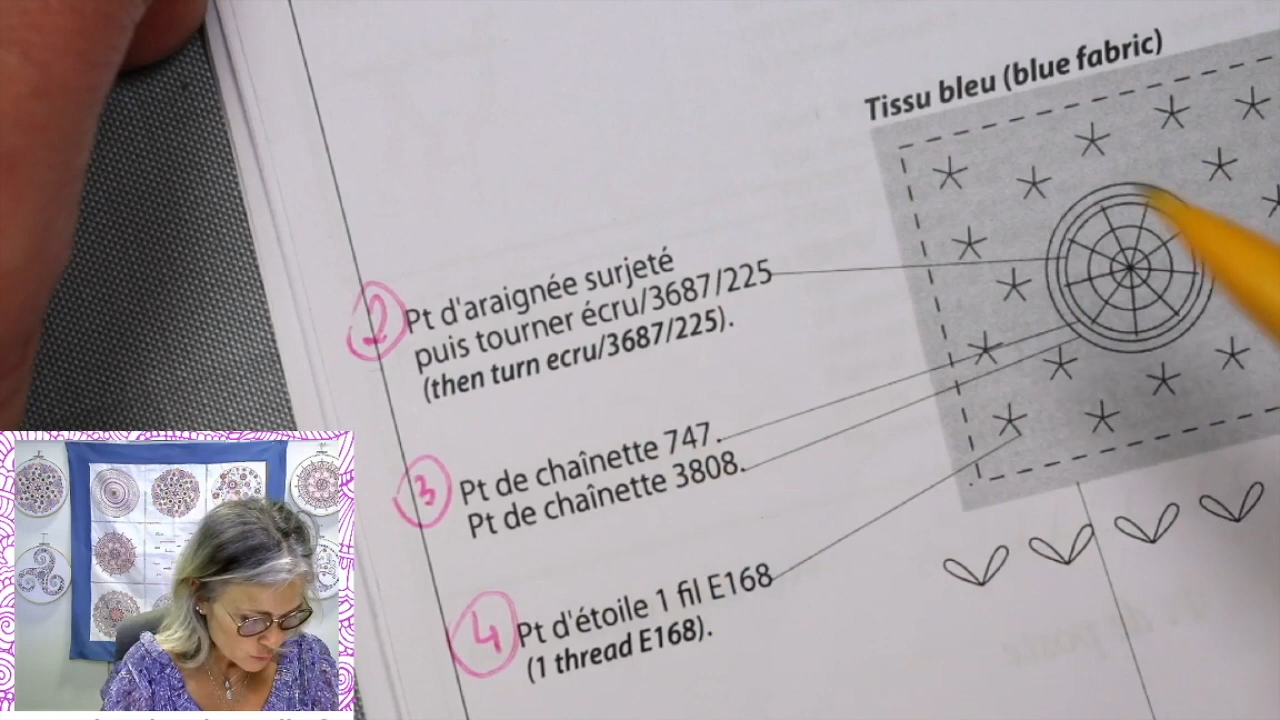 Tissu bleu (blue fabric)
2 Pt d'araignée surjeté
puis tourner écru/3687/225
(then turn ecru/3687/225).
3 Pt de chaînette 747.
Pt de chaînette 3808.
4 Pt d'étoile 1 fil E168
(1 thread E168).